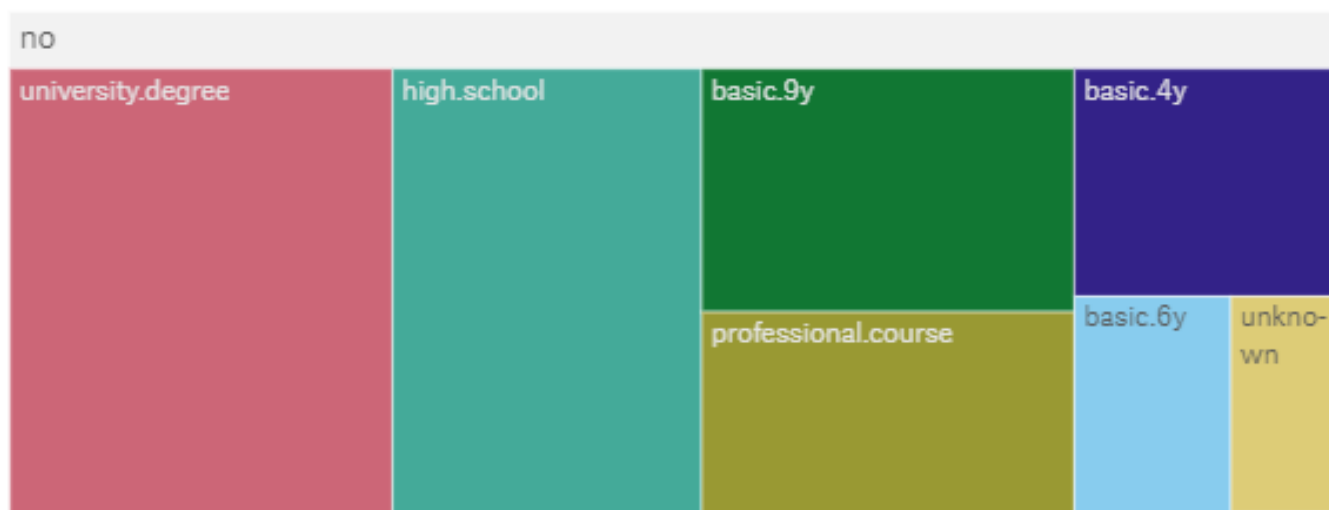 no
university.degree
high.school
basic.9y
basic.4y
professional.course
basic.6y
unkno-
wn